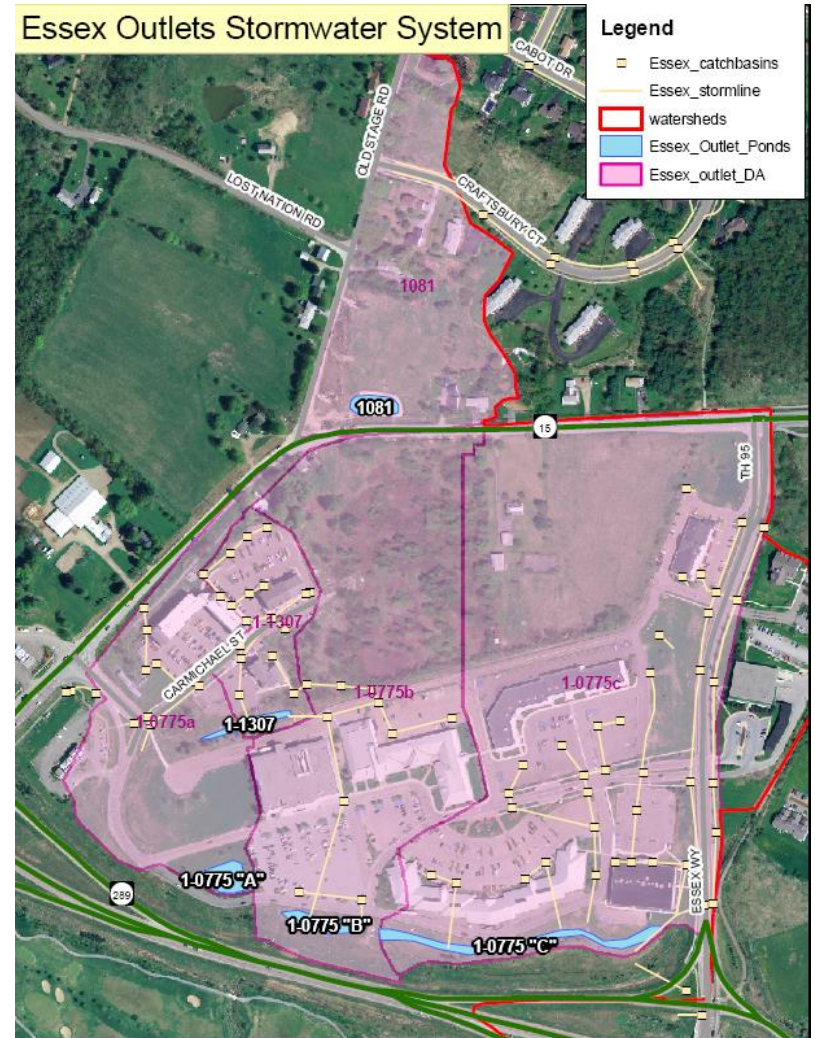 Essex Outlets Stormwater System
Legend
Essex_catchbasins
Essex_stormline
watersheds
Essex_Outlet_Ponds
Essex_outlet_DA
CABOT DR
OLD STAGE RD
LOST NATION RD
CRAFTSBURY CT
1081
1081
15
TH 95
1-1307
CARMICHAEL ST
1-0775b
1-0775c
1-0775a
1-1307
1-0775 "A"
289
ESSEX WY
1-0775 "B"
1-0775 "C"